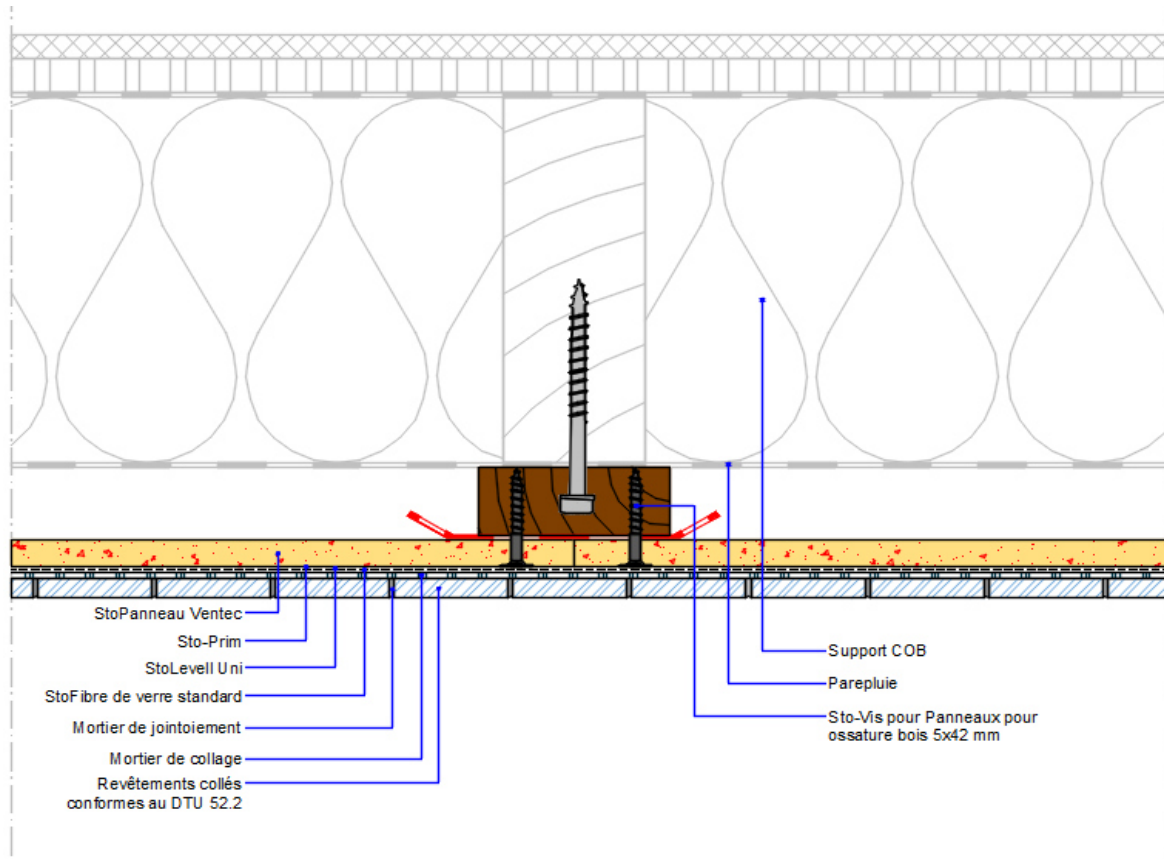 StoPanneau Ventec
Sto-Prim
StoLevell Uni
StoFibre de verre standard
Mortier de jointoiement
Mortier de collage
Revêtements collés
conformes au DTU 52.2
Support COB
Parepluie
Sto-Vis pour Panneaux pour
ossature bois 5x42 mm